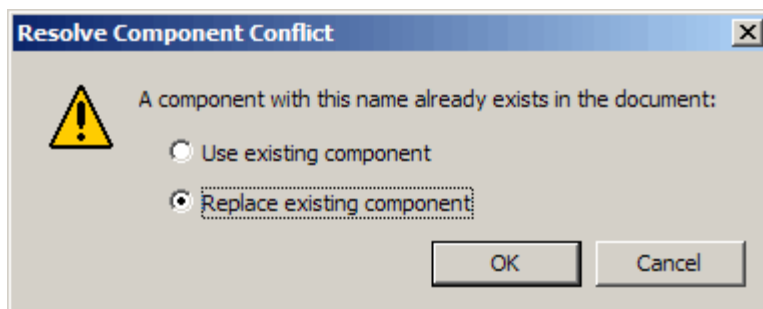 Resolve Component Conflict
A component with this name already exists in the document:
Use existing component
Replace existing component
OK
Cancel